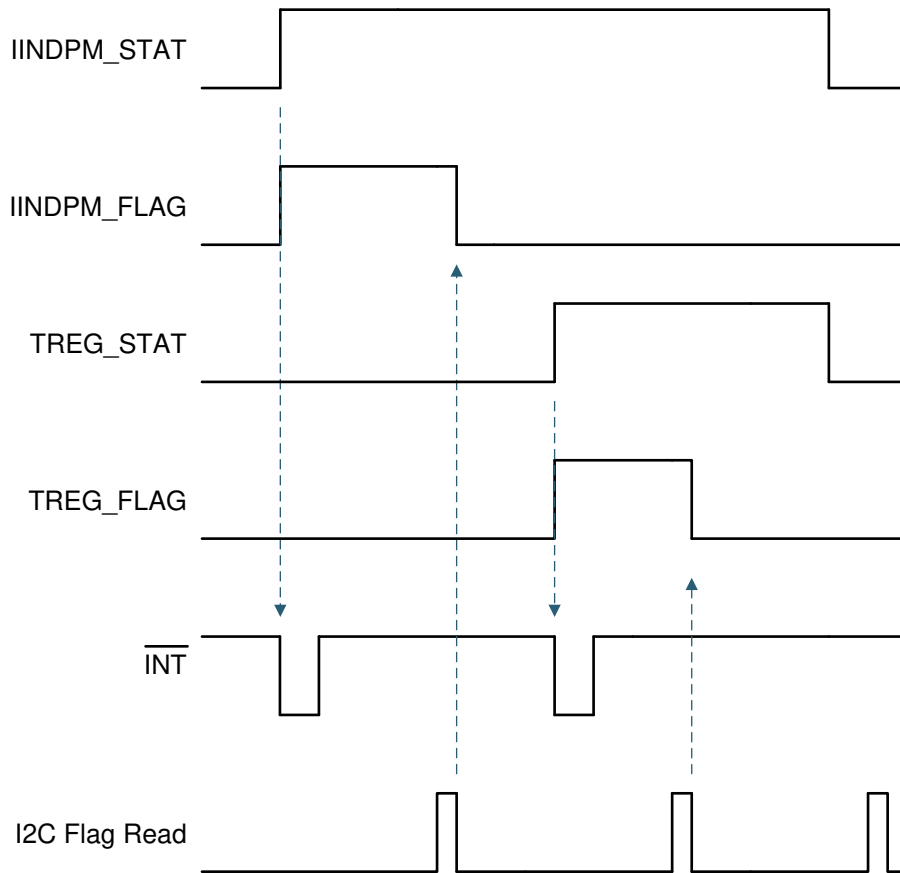 IINDPM_STAT
IINDPM_FLAG
TREG_STAT
TREG_FLAG
INT
I2C Flag Read